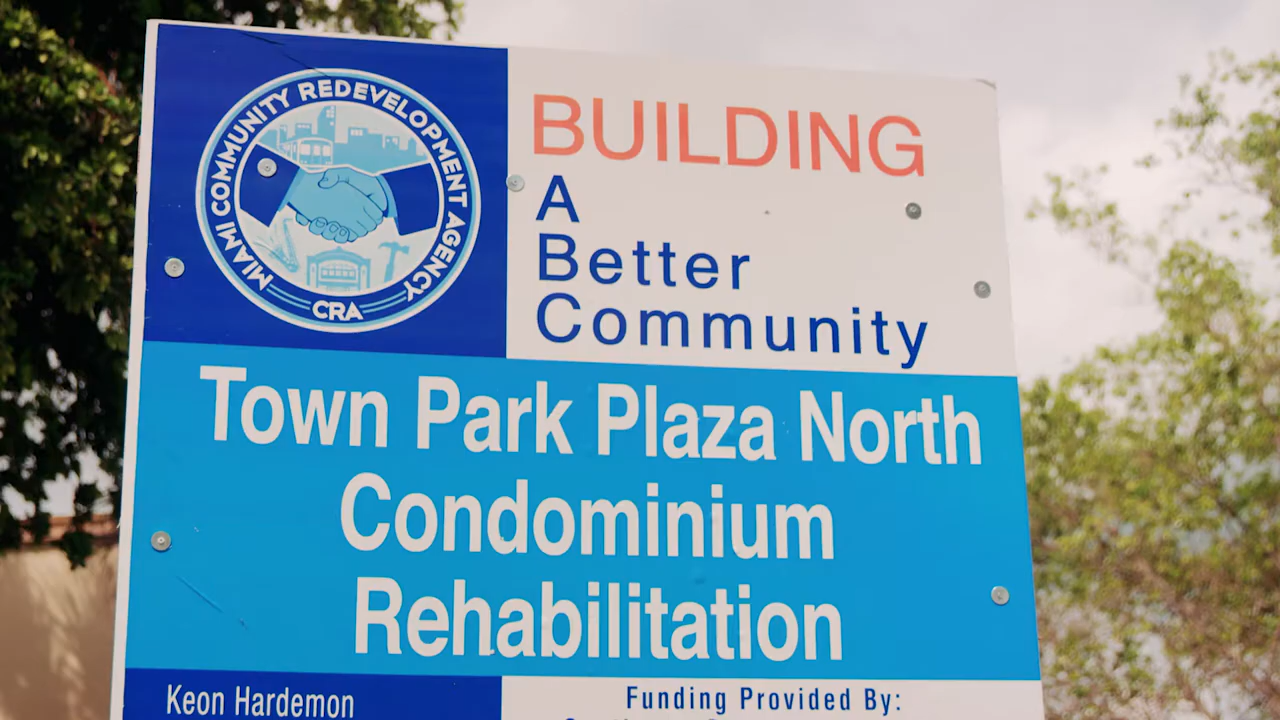 MIAMI COMMUNITY REDEVELOPMENT AGENCY
CRA
BUILDING
A
Better
Community
Town Park Plaza North
Condominium
Rehabilitation
Keon Hardemon
Funding Provided By: